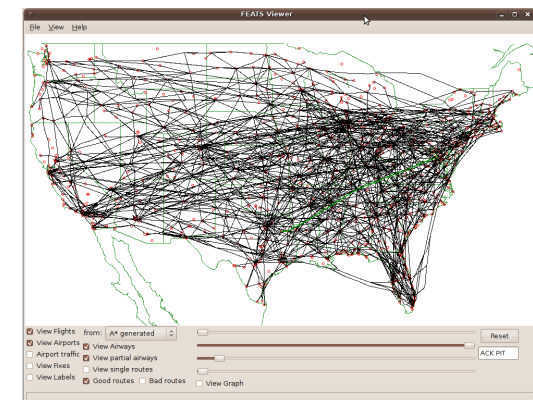 FEATS Viewer
File View Help
View Flights from: A* generated Reset
View Airports View Airways
Airport traffic View partial airways ACK PIT
View Fixes View single routes
View Labels Good routes Bad routes View Graph